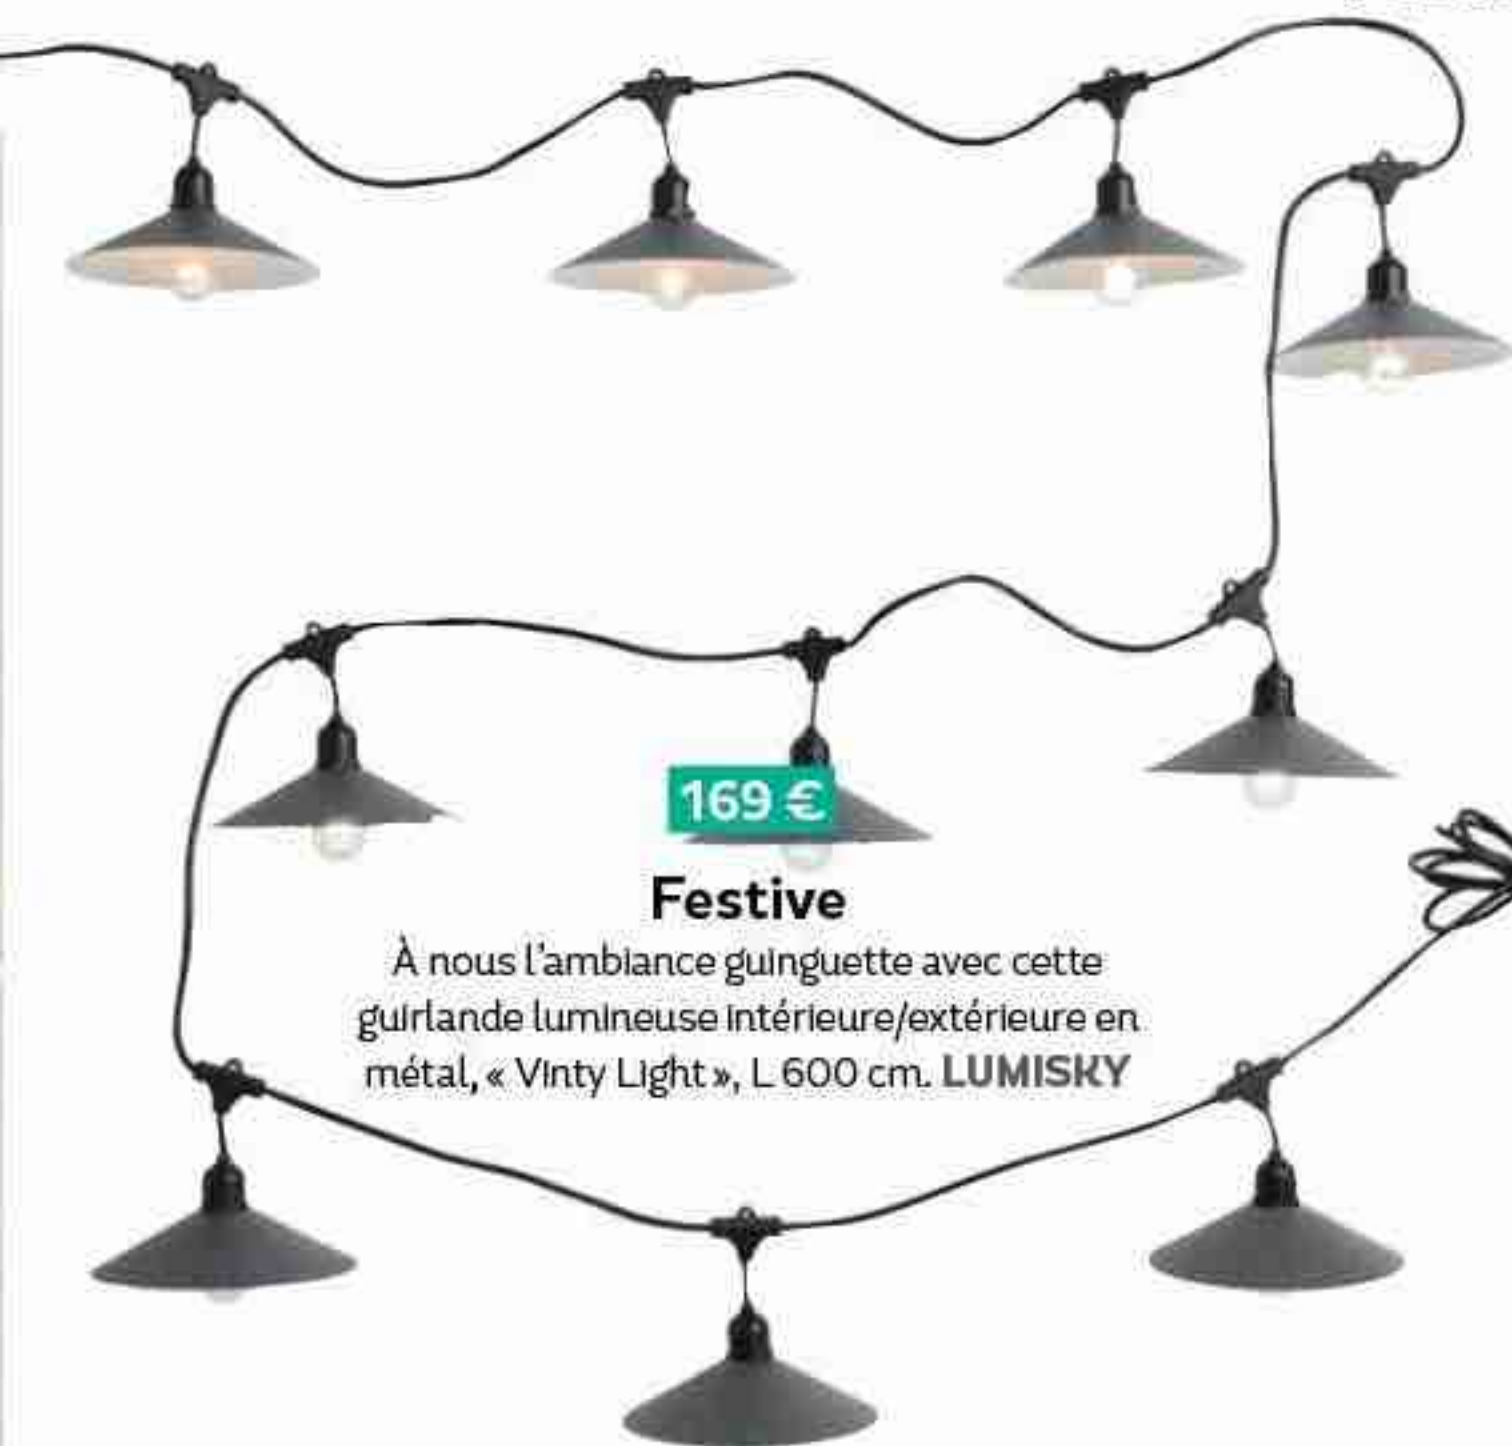 169 €
Festive
À nous l'ambiance guinguette avec cette
guirlande lumineuse intérieure/extérieure en
métal, « Vinty Light », L 600 cm. LUMISKY